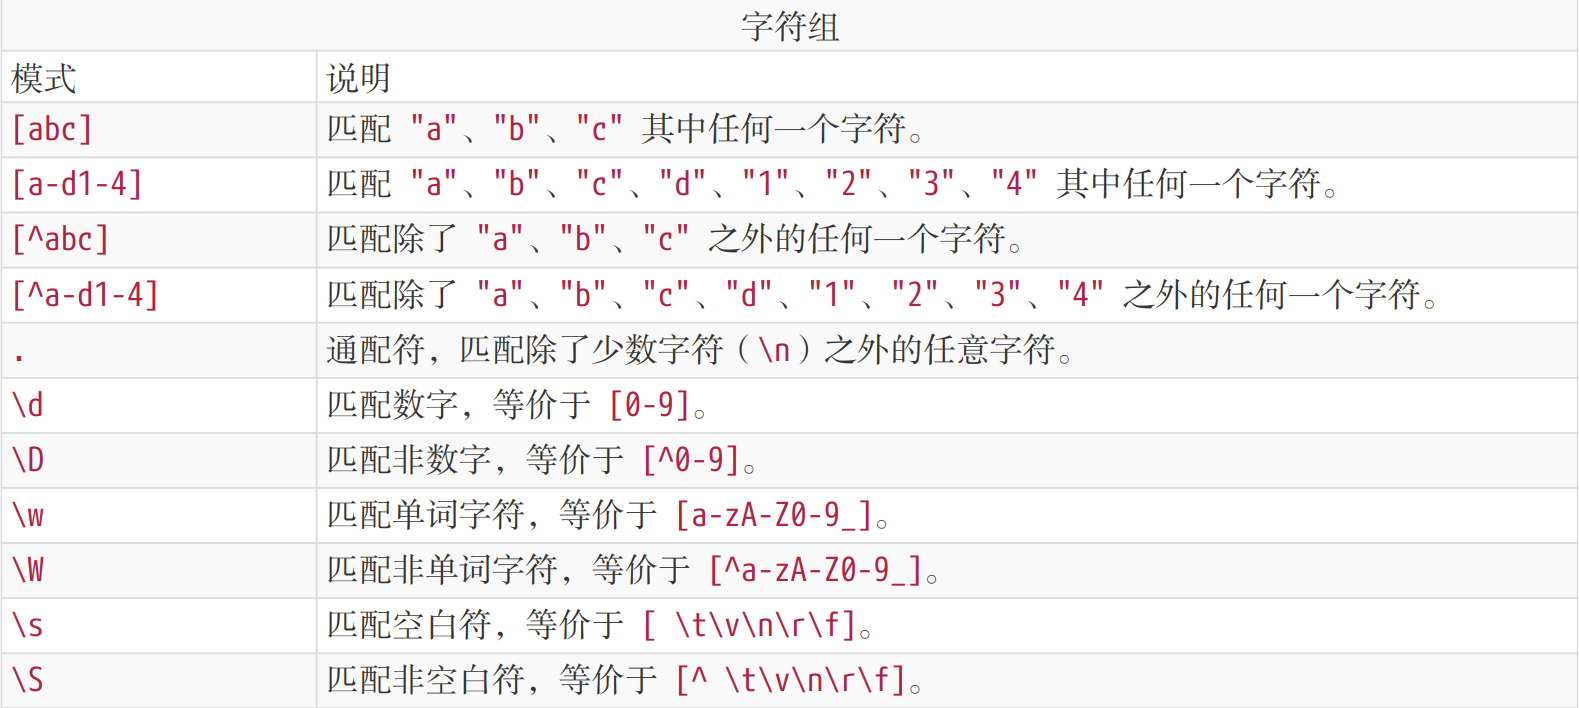 字符组
模式 说明
[abc] 匹配 "a"、"b"、"c" 其中任何一个字符。
[a-d1-4] 匹配 "a"、"b"、"c"、"d"、"1"、"2"、"3"、"4" 其中任何一个字符。
[^abc] 匹配除了 "a"、"b"、"c" 之外的任何一个字符。
[^a-d1-4] 匹配除了 "a"、"b"、"c"、"d"、"1"、"2"、"3"、"4" 之外的任何一个字符。
. 通配符，匹配除了少数字符（\n）之外的任意字符。
\d 匹配数字，等价于 [0-9]。
\D 匹配非数字，等价于 [^0-9]。
\w 匹配单词字符，等价于 [a-zA-Z0-9_]。
\W 匹配非单词字符，等价于 [^a-zA-Z0-9_]。
\s 匹配空白符，等价于 [ \t\v\n\r\f]。
\S 匹配非空白符，等价于 [^ \t\v\n\r\f]。